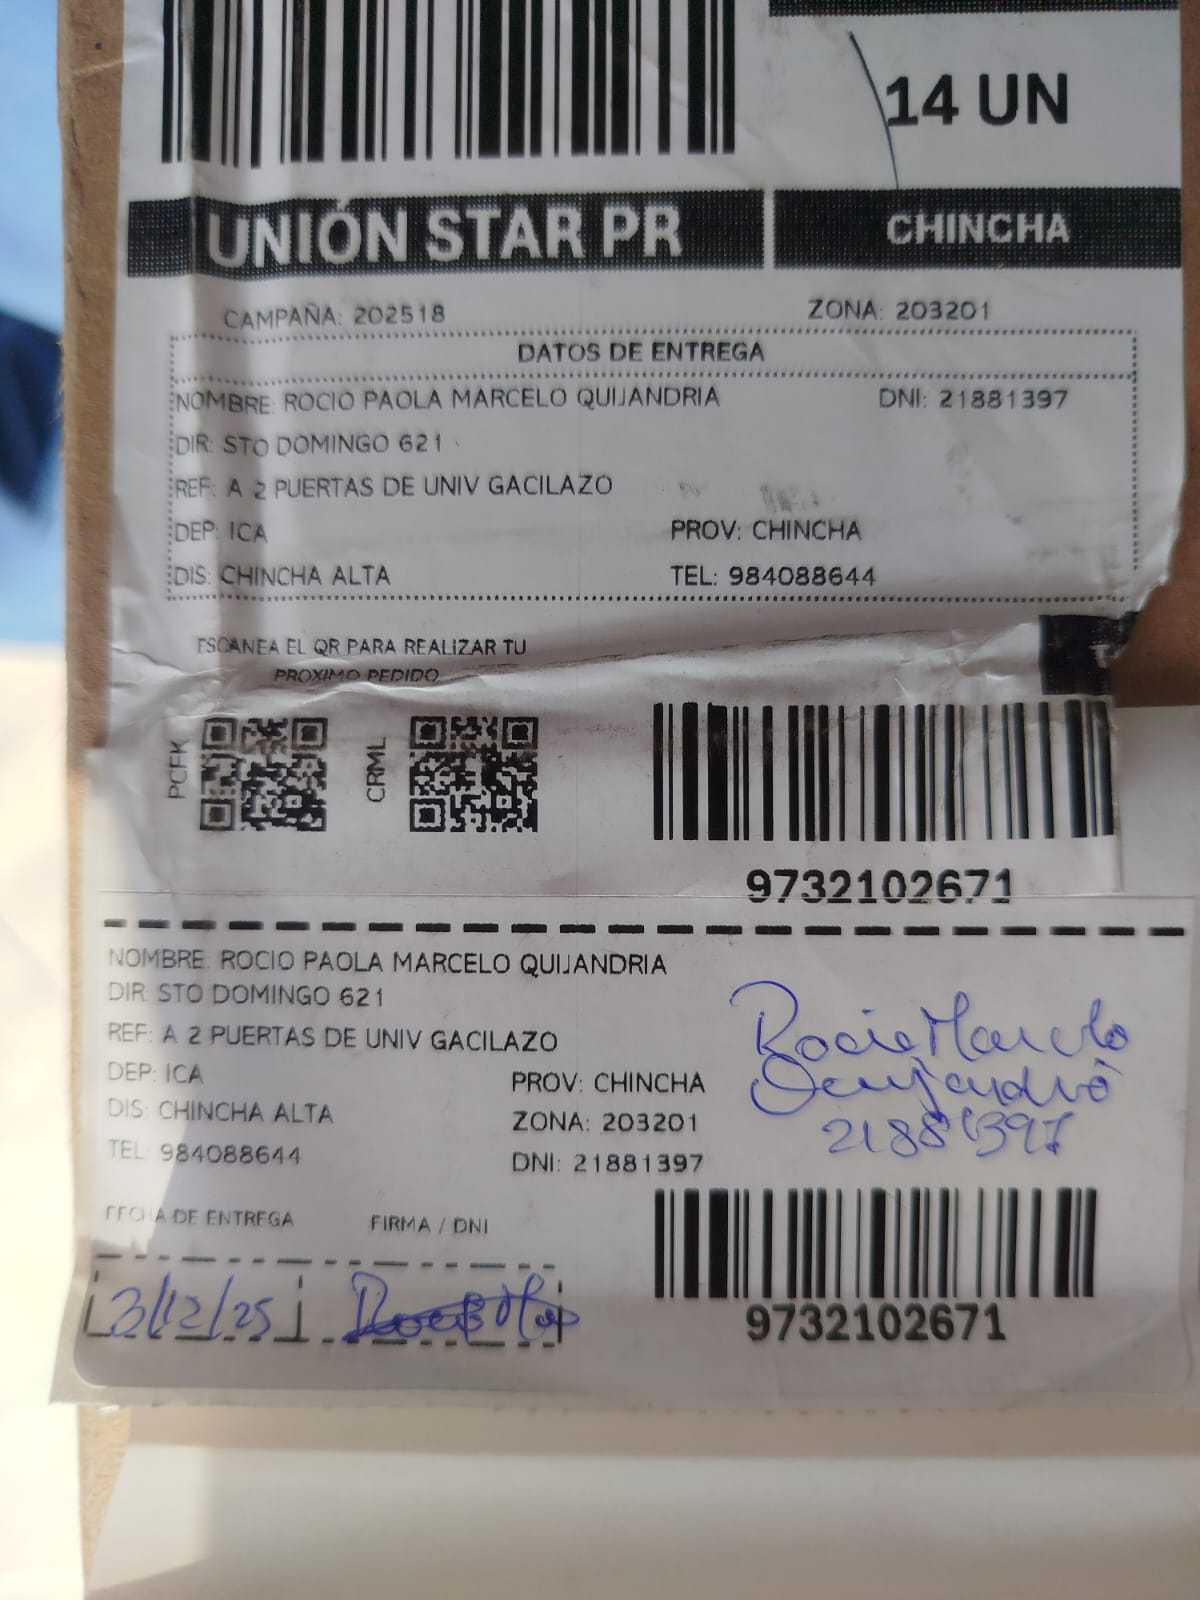 14 UN
UNIÓN STAR PR
CHINCHA
CAMPAÑA: 202518
ZONA: 203201
DATOS DE ENTREGA
NOMBRE: ROCIO PAOLA MARCELO QUIJANDRIA
DNI: 21881397
DIR: STO DOMINGO 621
REF: A 2 PUERTAS DE UNIV GACILAZO
DEP: ICA
PROV: CHINCHA
DIS: CHINCHA ALTA
TEL: 984088644
ESCANEA EL QR PARA REALIZAR TU
PROXIMO PEDIDO
PCFK
CRML
9732102671
NOMBRE: ROCIO PAOLA MARCELO QUIJANDRIA
DIR: STO DOMINGO 621
REF: A 2 PUERTAS DE UNIV GACILAZO
DEP: ICA
PROV: CHINCHA
DIS: CHINCHA ALTA
ZONA: 203201
TEL: 984088644
DNI: 21881397
Rocio Marcelo
Quijandria
21881397
FECHA DE ENTREGA
FIRMA / DNI
3/12/25
9732102671